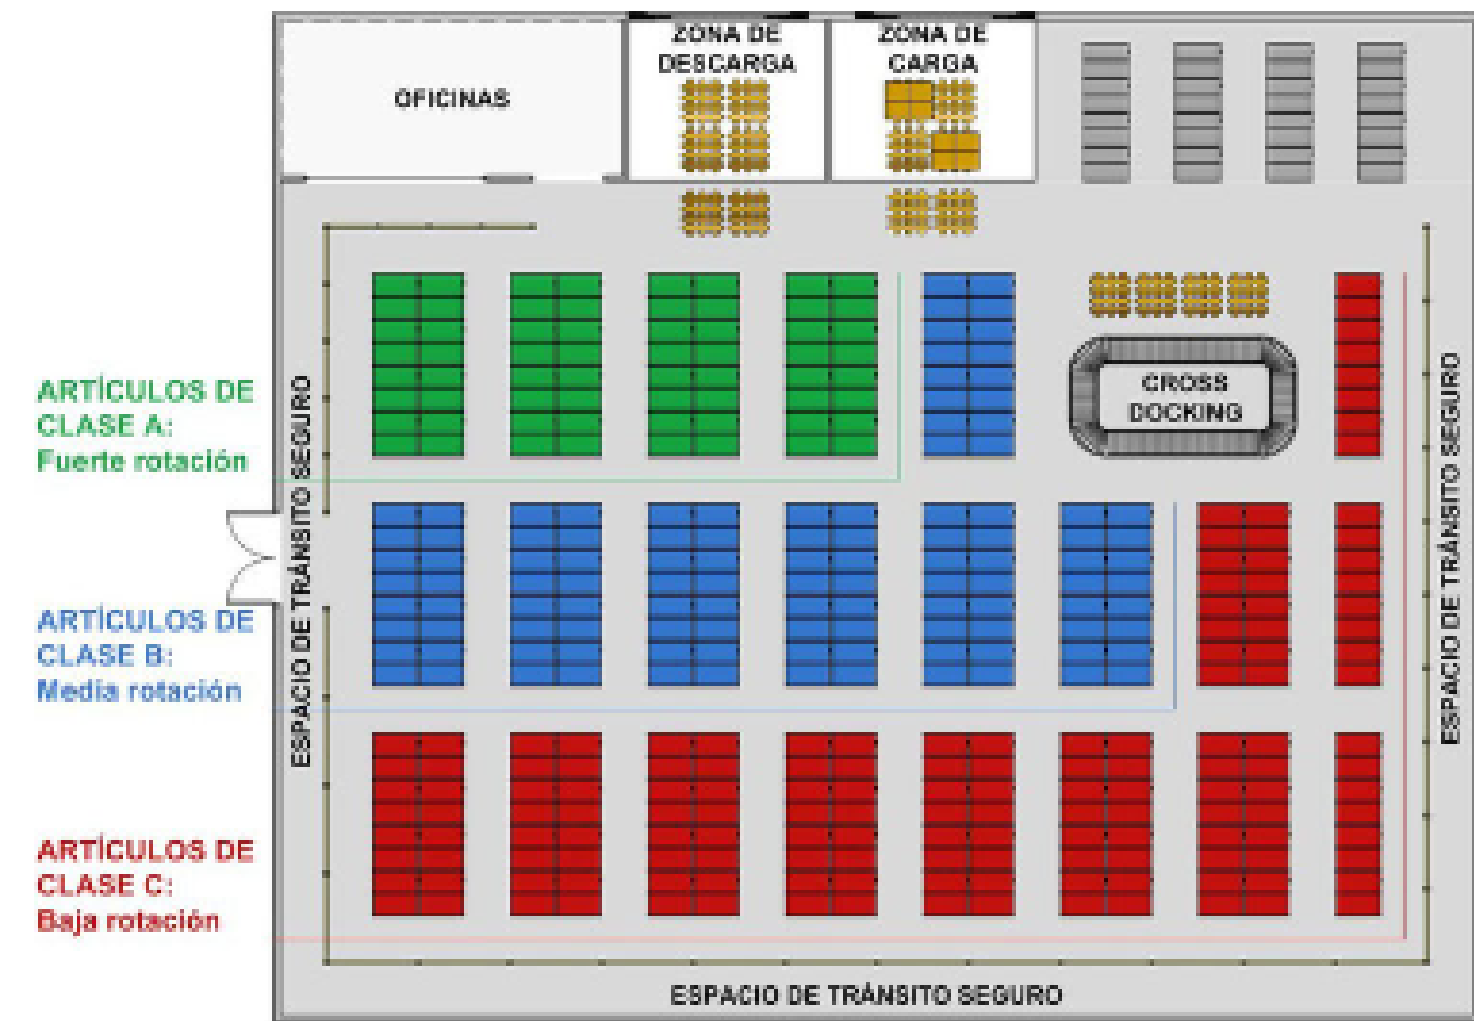 OFICINAS
ZONA DE
DESCARGA
ZONA DE
CARGA
CROSS
DOCKING
ARTÍCULOS DE
CLASE A:
Fuerte rotación
ARTÍCULOS DE
CLASE B:
Media rotación
ARTÍCULOS DE
CLASE C:
Baja rotación
ESPACIO DE TRÁNSITO SEGURO
ESPACIO DE TRÁNSITO SEGURO
ESPACIO DE TRÁNSITO SEGURO